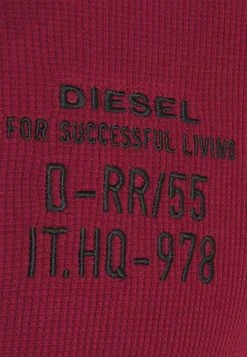 DIESEL
FOR SUCCESSFUL LIVING
D-RR/55
IT.HQ-978